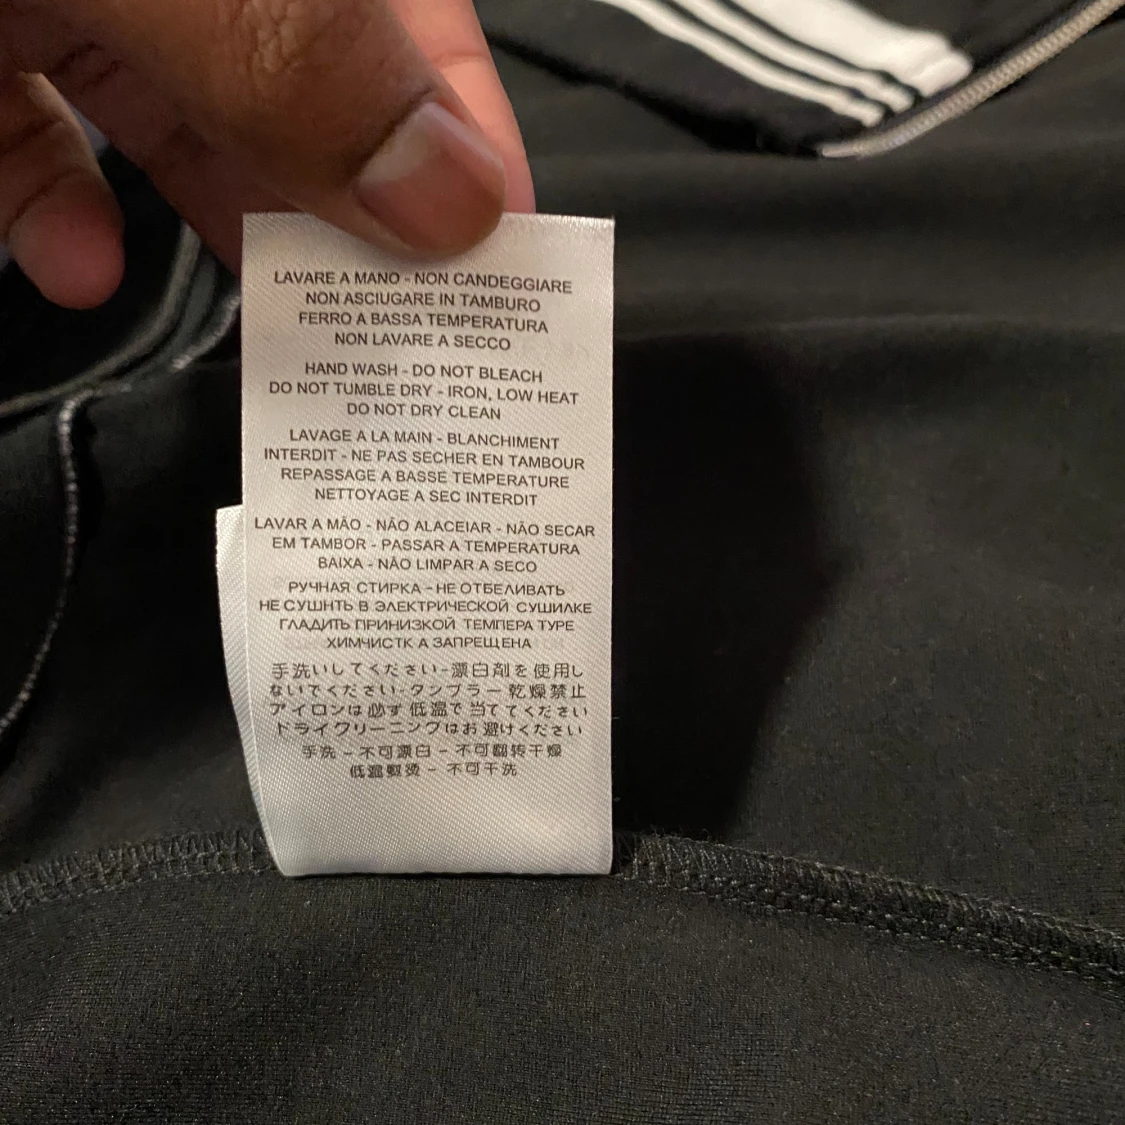 LAVARE A MANO - NON CANDEGGIARE
NON ASCIUGARE IN TAMBURO
FERRO A BASSA TEMPERATURA
NON LAVARE A SECCO
HAND WASH - DO NOT BLEACH
DO NOT TUMBLE DRY - IRON, LOW HEAT
DO NOT DRY CLEAN
LAVAGE A LA MAIN - BLANCHIMENT
INTERDIT - NE PAS SECHER EN TAMBOUR
REPASSAGE A BASSE TEMPERATURE
NETTOYAGE A SEC INTERDIT
LAVAR A MÃO - NÃO ALACEIAR - NÃO SECAR
EM TAMBOR - PASSAR A TEMPERATURA
BAIXA - NÃO LIMPAR A SECO
РУЧНАЯ СТИРКА - НЕ ОТБЕЛИВАТЬ
НЕ СУШНТЬ В ЭЛЕКТРИЧЕСКОЙ СУШИЛКЕ
ГЛАДИТЬ ПРИНИЗКОЙ ТЕМПЕРА ТУРЕ
ХИМЧИСТК А ЗАПРЕЩЕНА
手洗いしてください-漂白剤を使用し
ないでください-タンブラー乾燥禁止
アイロンは必ず低温で当ててください
ドライクリーニングはお避けください
手洗 - 不可漂白 - 不可翻转干燥
低温熨烫 - 不可干洗